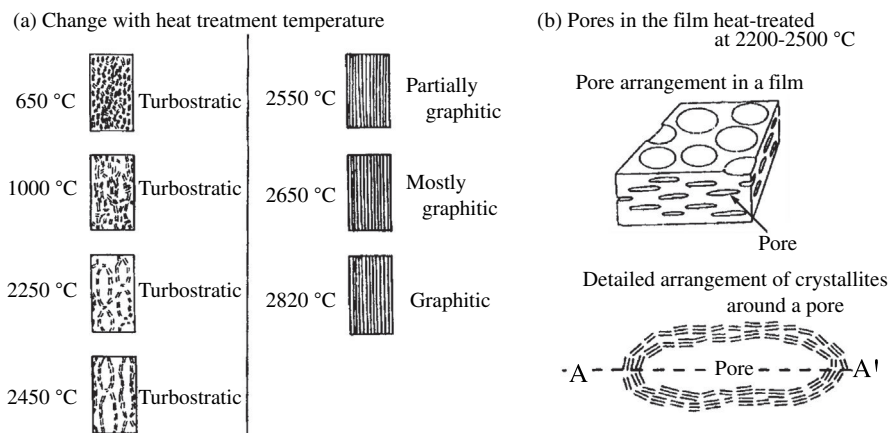 (a) Change with heat treatment temperature
650 °C Turbostratic
1000 °C Turbostratic
2250 °C Turbostratic
2450 °C Turbostratic
2550 °C Partially
graphitic
2650 °C Mostly
graphitic
2820 °C Graphitic
(b) Pores in the film heat-treated
at 2200-2500 °C
Pore arrangement in a film
Pore
Detailed arrangement of crystallites
around a pore
A Pore A'